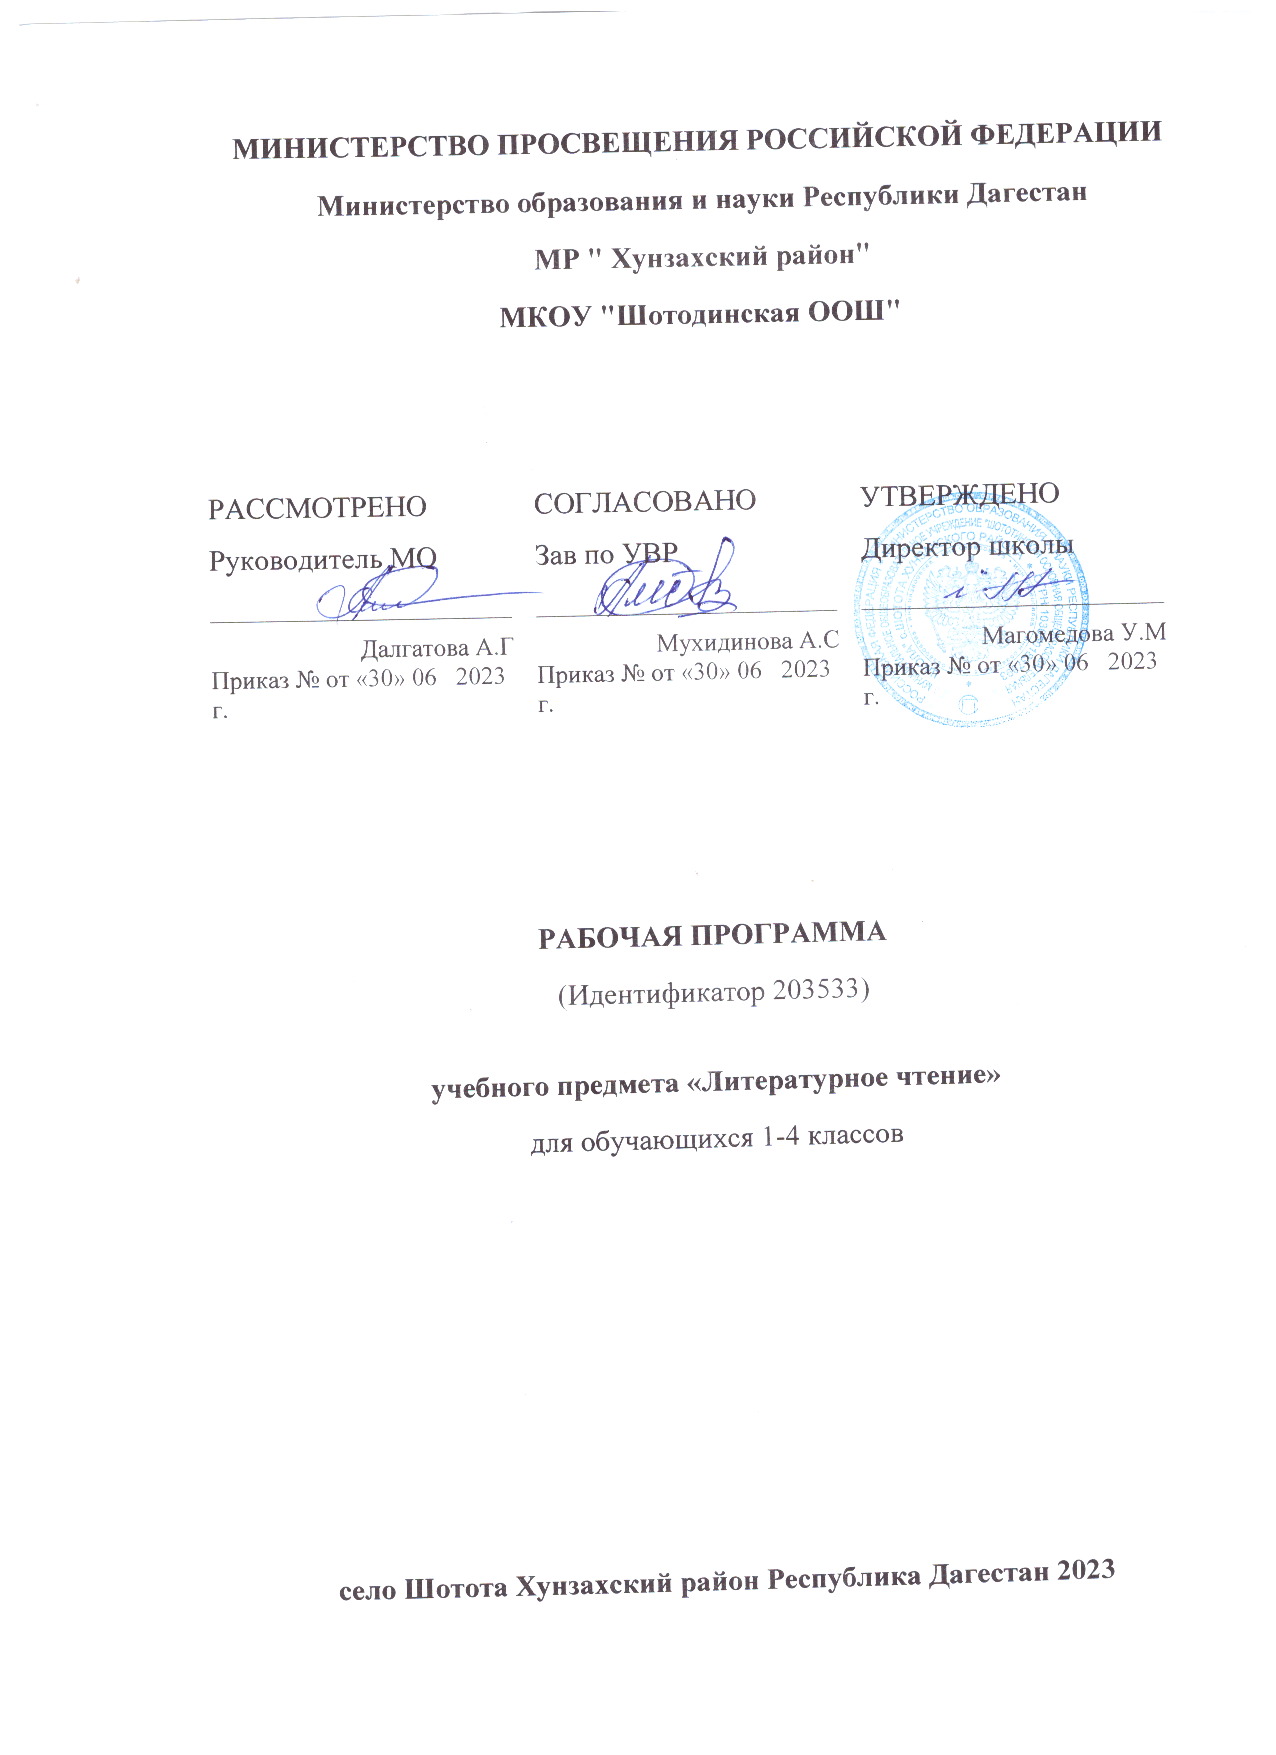 МИНИСТЕРСТВО ПРОСВЕЩЕНИЯ РОССИЙСКОЙ ФЕДЕРАЦИИ
Министерство образования и науки Республики Дагестан
МР " Хунзахский район"
МКОУ "Шотодинская ООШ"
РАССМОТРЕНО
Руководитель МО
Далгатова А.Г
Приказ № от «30» 06 2023
г.
СОГЛАСОВАНО
Зав по УВР
Мухидинова А.С
Приказ № от «30» 06 2023
г.
УТВЕРЖДЕНО
Директор школы
Магомедова У.М
Приказ № от «30» 06 2023
г.
РАБОЧАЯ ПРОГРАММА
(Идентификатор 203533)
учебного предмета «Литературное чтение»
для обучающихся 1-4 классов
село Шотота Хунзахский район Республика Дагестан 2023